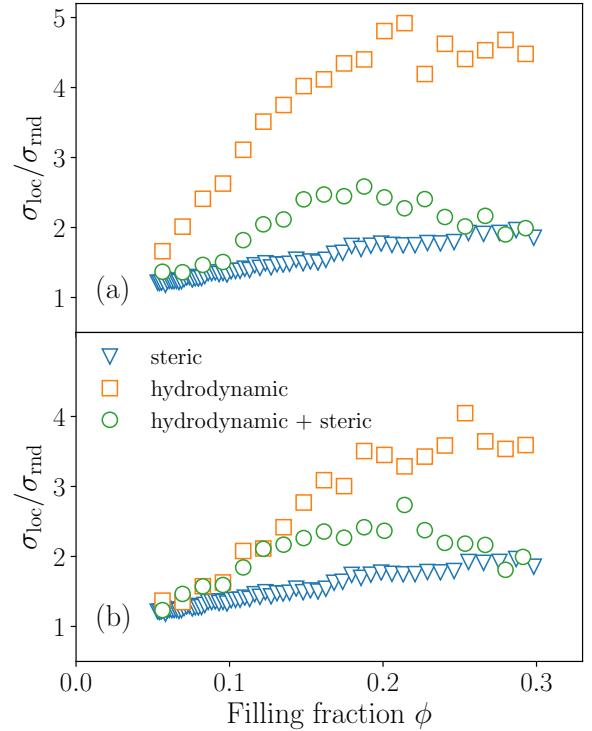 5
4
3
2
1
σloc/σrnd
(a)
steric
hydrodynamic
hydrodynamic + steric
4
3
2
1
σloc/σrnd
(b)
0.0 0.1 0.2 0.3
Filling fraction ϕ